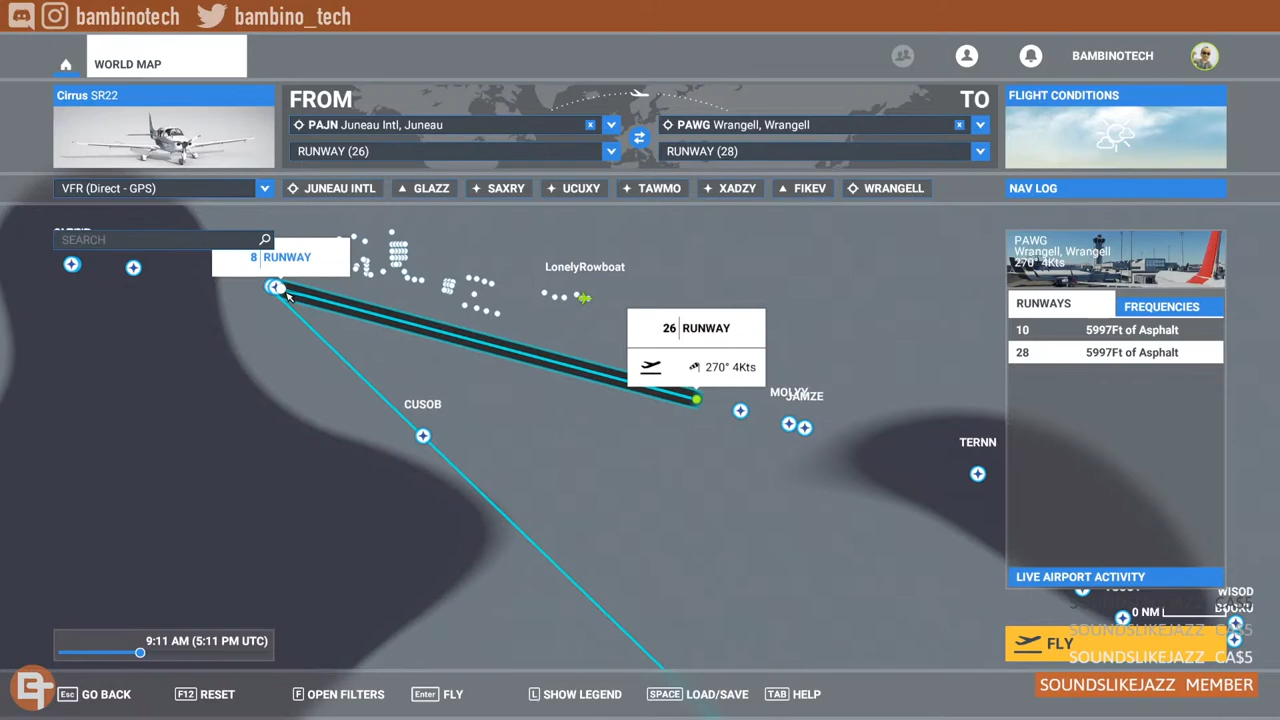 bambinotech
bambino_tech
WORLD MAP
BAMBINOTECH
Cirrus SR22
FROM
TO
FLIGHT CONDITIONS
PAJN Juneau Intl, Juneau
PAWG Wrangell, Wrangell
RUNWAY (26)
RUNWAY (28)
VFR (Direct - GPS)
JUNEAU INTL
GLAZZ
SAXRY
UCUXY
TAWMO
XADZY
FIKEV
WRANGELL
NAV LOG
SEARCH
8 RUNWAY
LonelyRowboat
26 RUNWAY
270° 4Kts
MOLYY
JAMZE
CUSOB
TERNN
PAWG
Wrangell, Wrangell
270° 4Kts
RUNWAYS
FREQUENCIES
10 5997Ft of Asphalt
28 5997Ft of Asphalt
LIVE AIRPORT ACTIVITY
WISOD
0 NM
9:11 AM (5:11 PM UTC)
FLY
SOUNDSLIKEJAZZ CA$5
SOUNDSLIKEJAZZ CA$5
SOUNDSLIKEJAZZ CA$5
SOUNDSLIKEJAZZ MEMBER
Esc GO BACK
F12 RESET
F OPEN FILTERS
Enter FLY
L SHOW LEGEND
SPACE LOAD/SAVE
TAB HELP